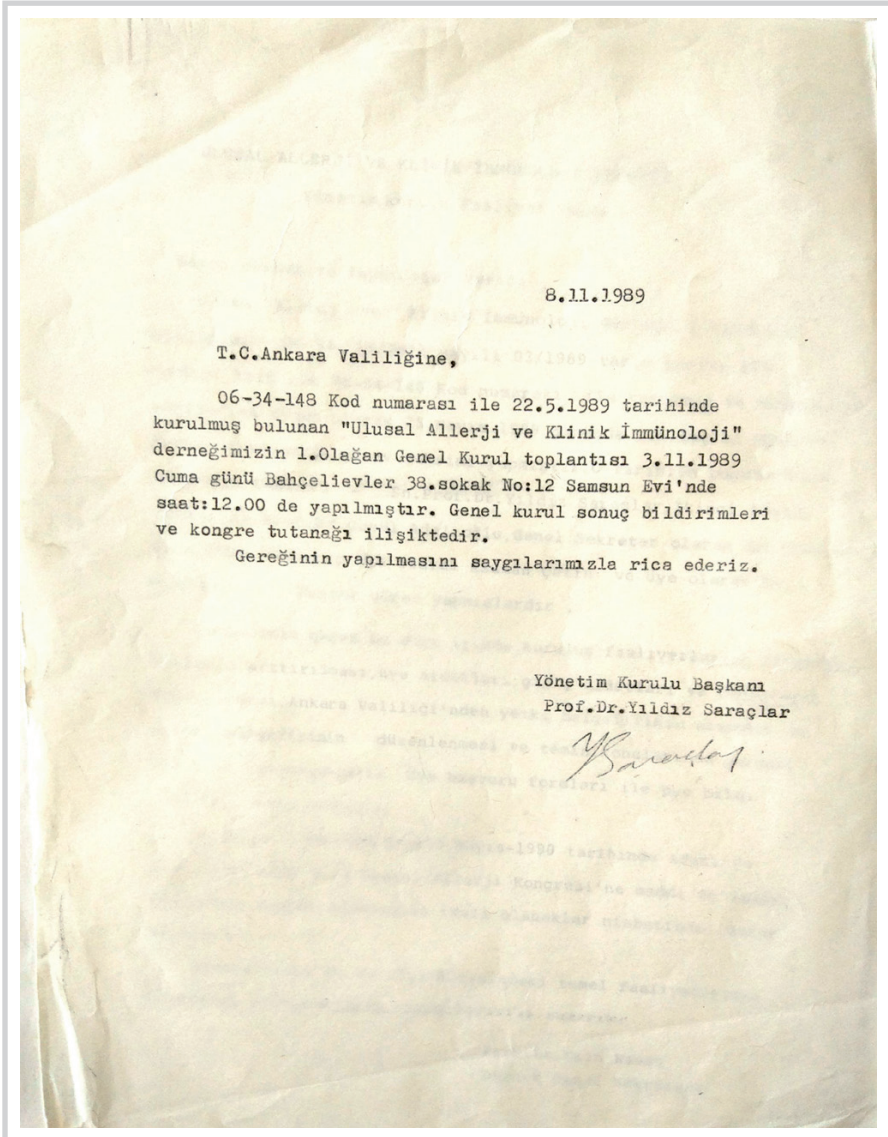 8.11.1989
T.C.Ankara Valiliğine,
06-34-148 Kod numarası ile 22.5.1989 tarihinde
kurulmuş bulunan "Ulusal Allerji ve Klinik İmmünoloji"
derneğimizin 1.Olağan Genel Kurul toplantısı 3.11.1989
Cuma günü Bahçelievler 38.sokak No:12 Samsun Evi'nde
saat:12.00 de yapılmıştır. Genel kurul sonuç bildirimleri
ve kongre tutanağı ilişiktedir.
Gereğinin yapılmasını saygılarımızla rica ederiz.
Yönetim Kurulu Başkanı
Prof.Dr.Yıldız Saraçlar